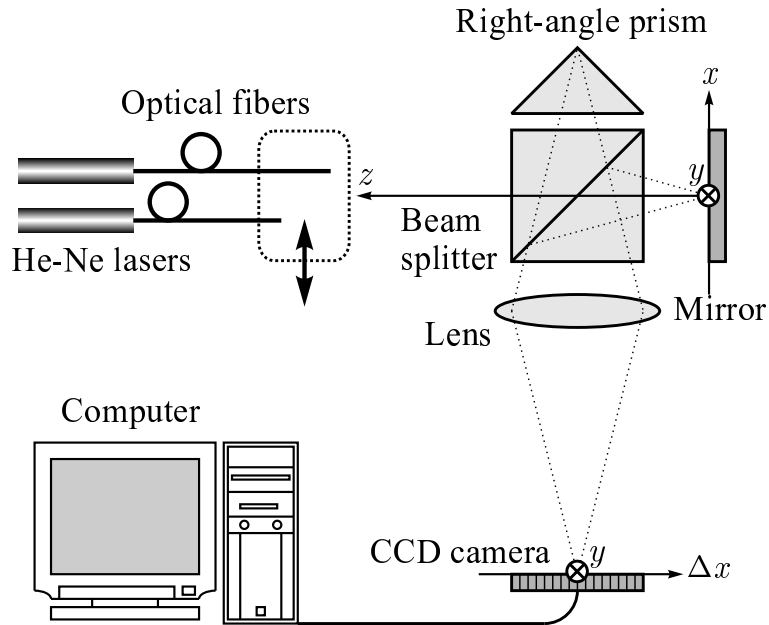 Right-angle prism
x
Optical fibers
z
y
Beam
splitter
He-Ne lasers
Mirror
Lens
Computer
CCD camera
y
Δx